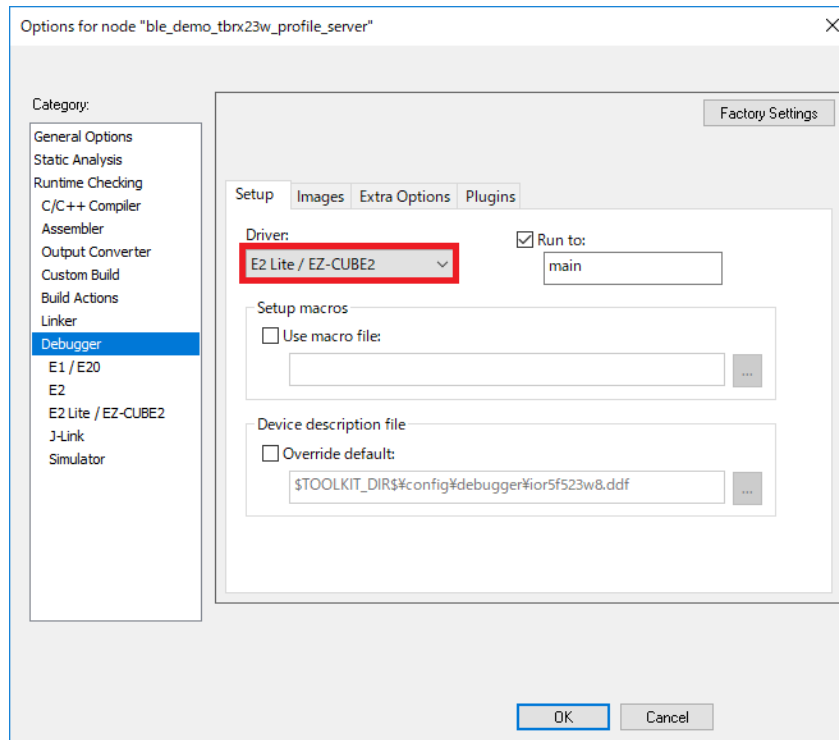 Options for node "ble_demo_tbrx23w_profile_server"
Category:
Factory Settings
General Options
Static Analysis
Runtime Checking
C/C++ Compiler
Assembler
Output Converter
Custom Build
Build Actions
Linker
Debugger
E1 / E20
E2
E2 Lite / EZ-CUBE2
J-Link
Simulator
Setup Images Extra Options Plugins
Driver:
E2 Lite / EZ-CUBE2
Run to:
main
Setup macros
Use macro file:
...
Device description file
Override default:
$TOOLKIT_DIR$¥config¥debugger¥ior5f523w8.ddf
...
OK Cancel